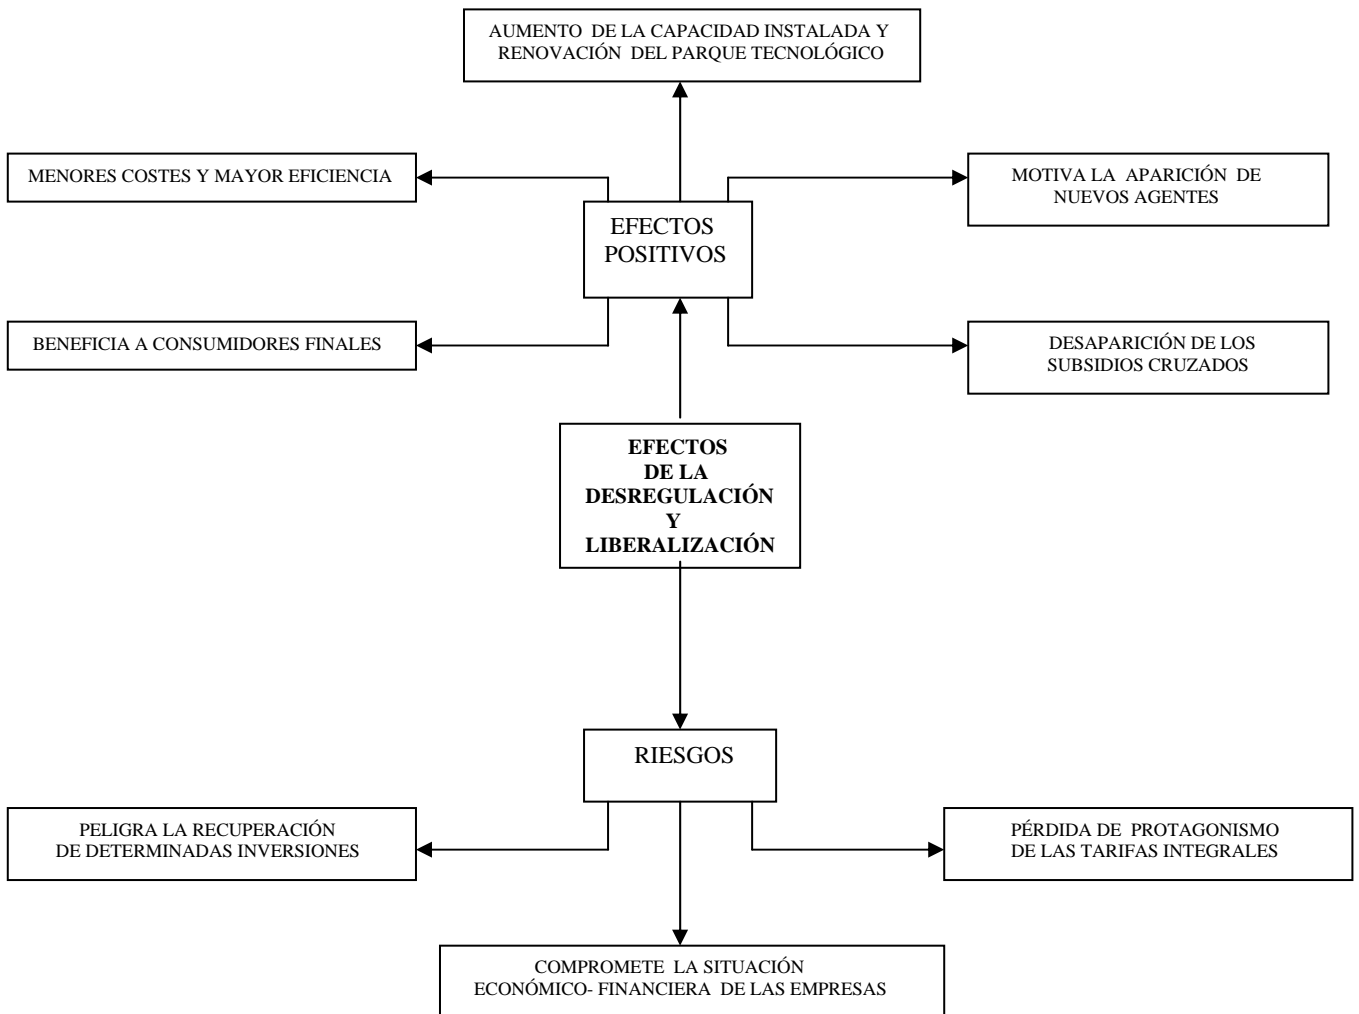 AUMENTO DE LA CAPACIDAD INSTALADA Y
RENOVACIÓN DEL PARQUE TECNOLÓGICO
MENORES COSTES Y MAYOR EFICIENCIA
MOTIVA LA APARICIÓN DE
NUEVOS AGENTES
EFECTOS
POSITIVOS
BENEFICIA A CONSUMIDORES FINALES
DESAPARICIÓN DE LOS
SUBSIDIOS CRUZADOS
EFECTOS
DE LA
DESREGULACIÓN
Y
LIBERALIZACIÓN
RIESGOS
PELIGRA LA RECUPERACIÓN
DE DETERMINADAS INVERSIONES
PÉRDIDA DE PROTAGONISMO
DE LAS TARIFAS INTEGRALES
COMPROMETE LA SITUACIÓN
ECONÓMICO- FINANCIERA DE LAS EMPRESAS